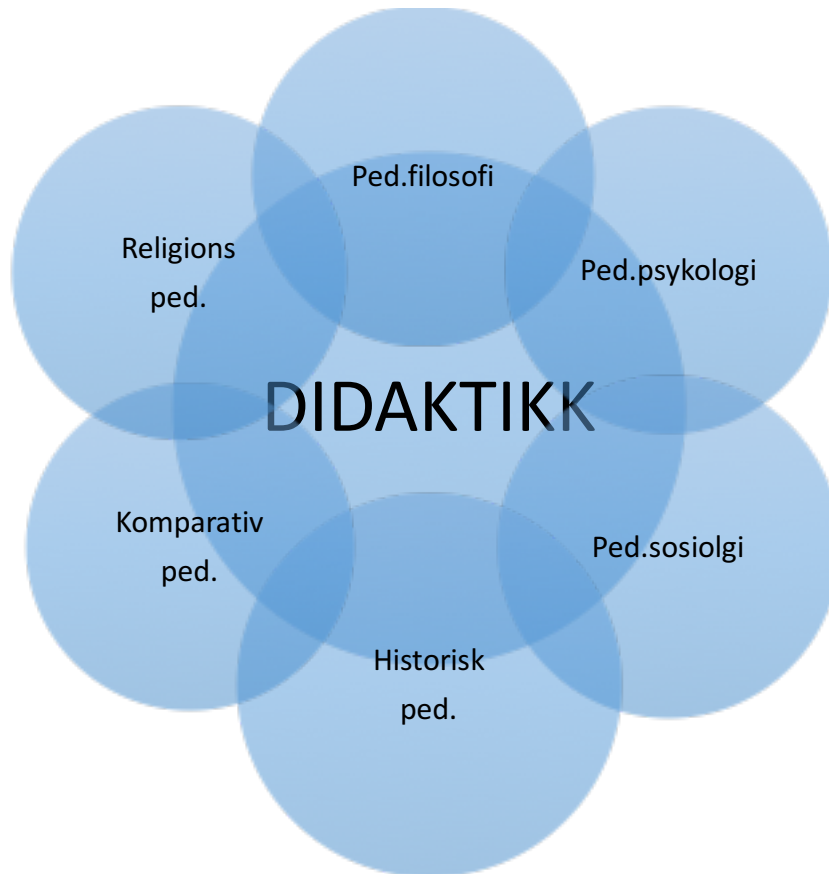 Ped.filosofi
Religions
ped.
Ped.psykologi
DIDAKTIKK
Komparativ
ped.
Ped.sosiolgi
Historisk
ped.